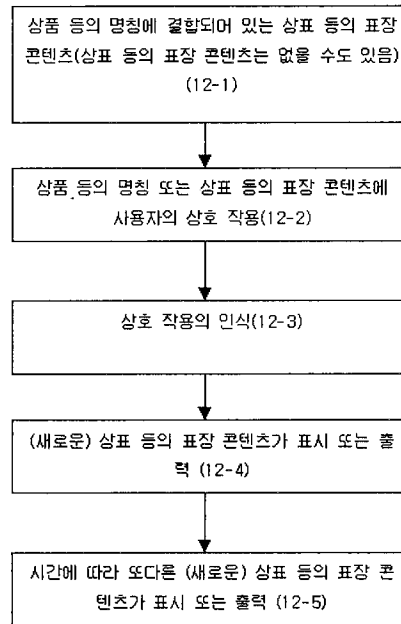 상품 등의 명칭에 결합되어 있는 상표 등의 표장
콘텐츠(상표 등의 표장 콘텐츠는 없을 수도 있음)
(12-1)
상품 등의 명칭 또는 상표 등의 표장 콘텐츠에
사용자의 상호 작용(12-2)
상호 작용의 인식(12-3)
(새로운) 상표 등의 표장 콘텐츠가 표시 또는 출
력 (12-4)
시간에 따라 또다른 (새로운) 상표 등의 표장 콘
텐츠가 표시 또는 출력 (12-5)